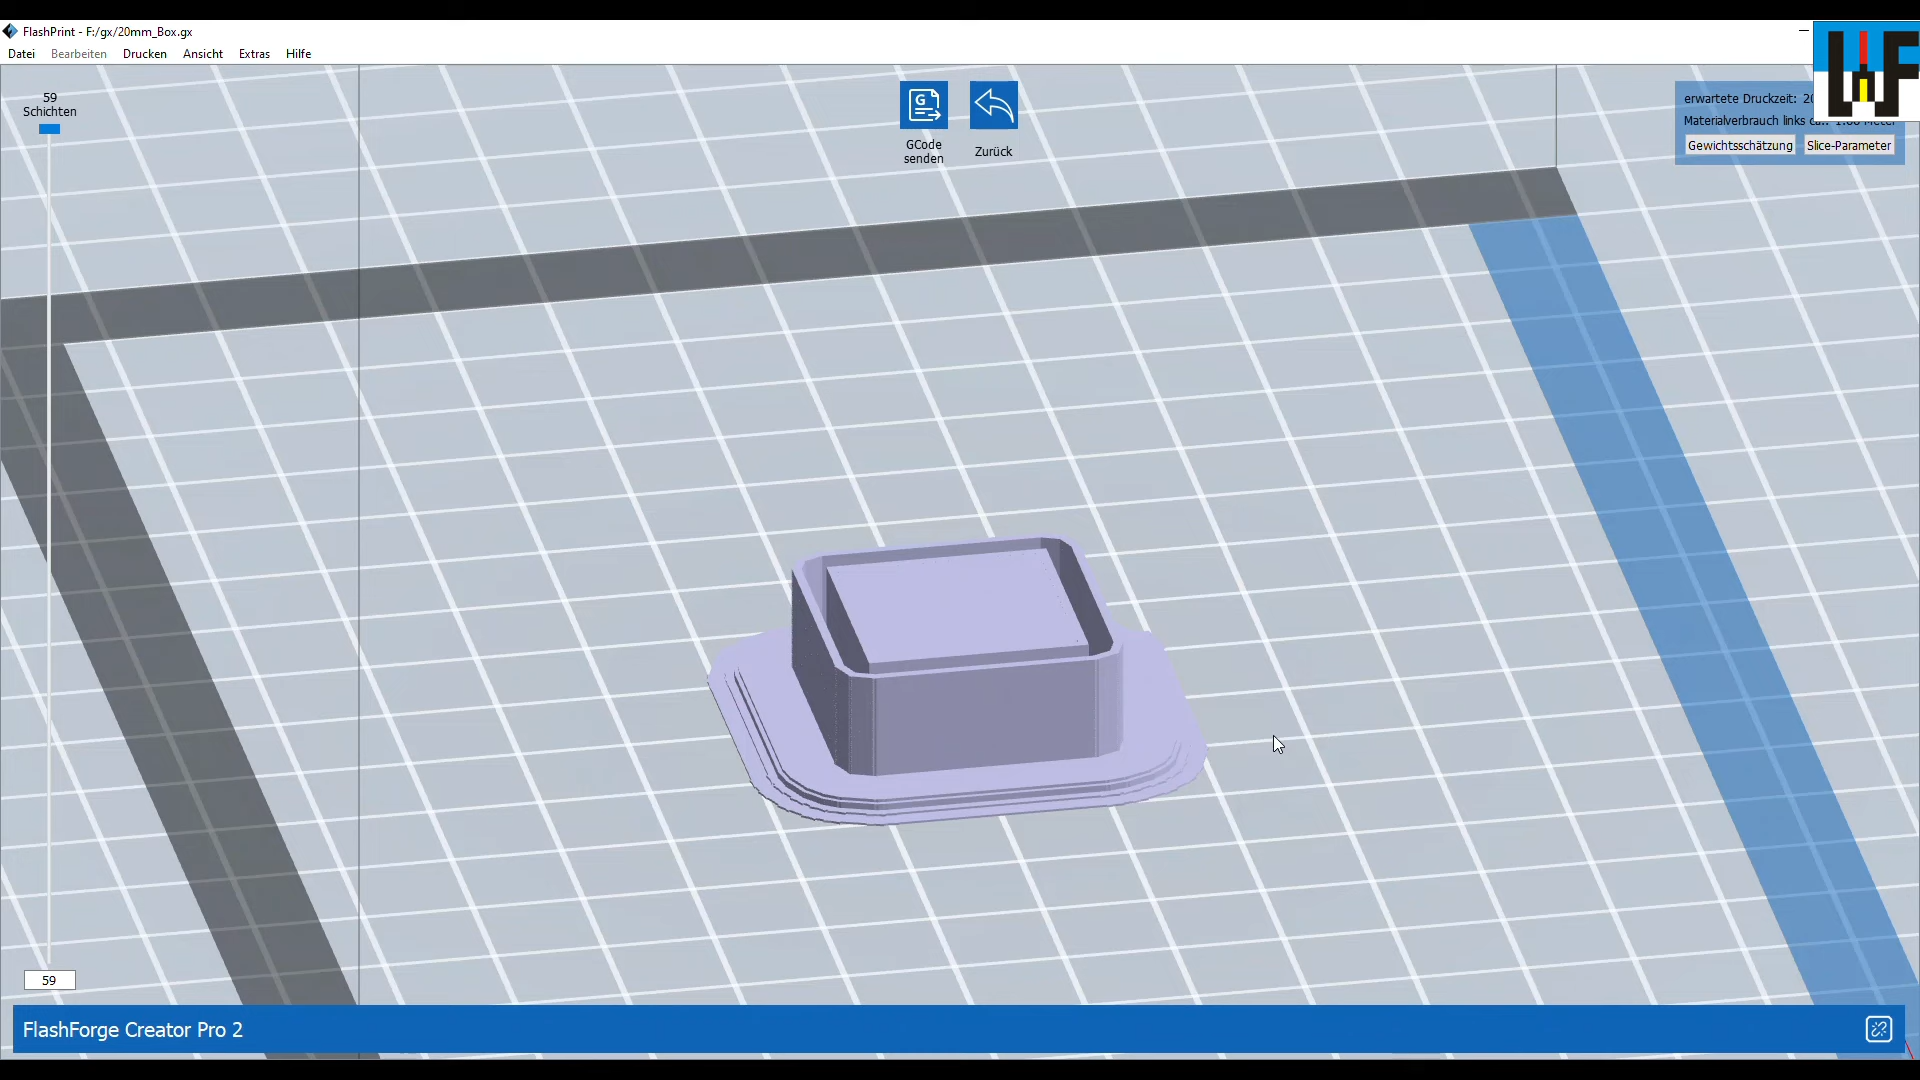 FlashPrint - F:/gx/20mm_Box.gx
Datei Bearbeiten Drucken Ansicht Extras Hilfe
59
Schichten
GCode
senden
Zurück
erwartete Druckzeit:
Materialverbrauch links
Gewichtsschätzung Slice-Parameter
59
FlashForge Creator Pro 2